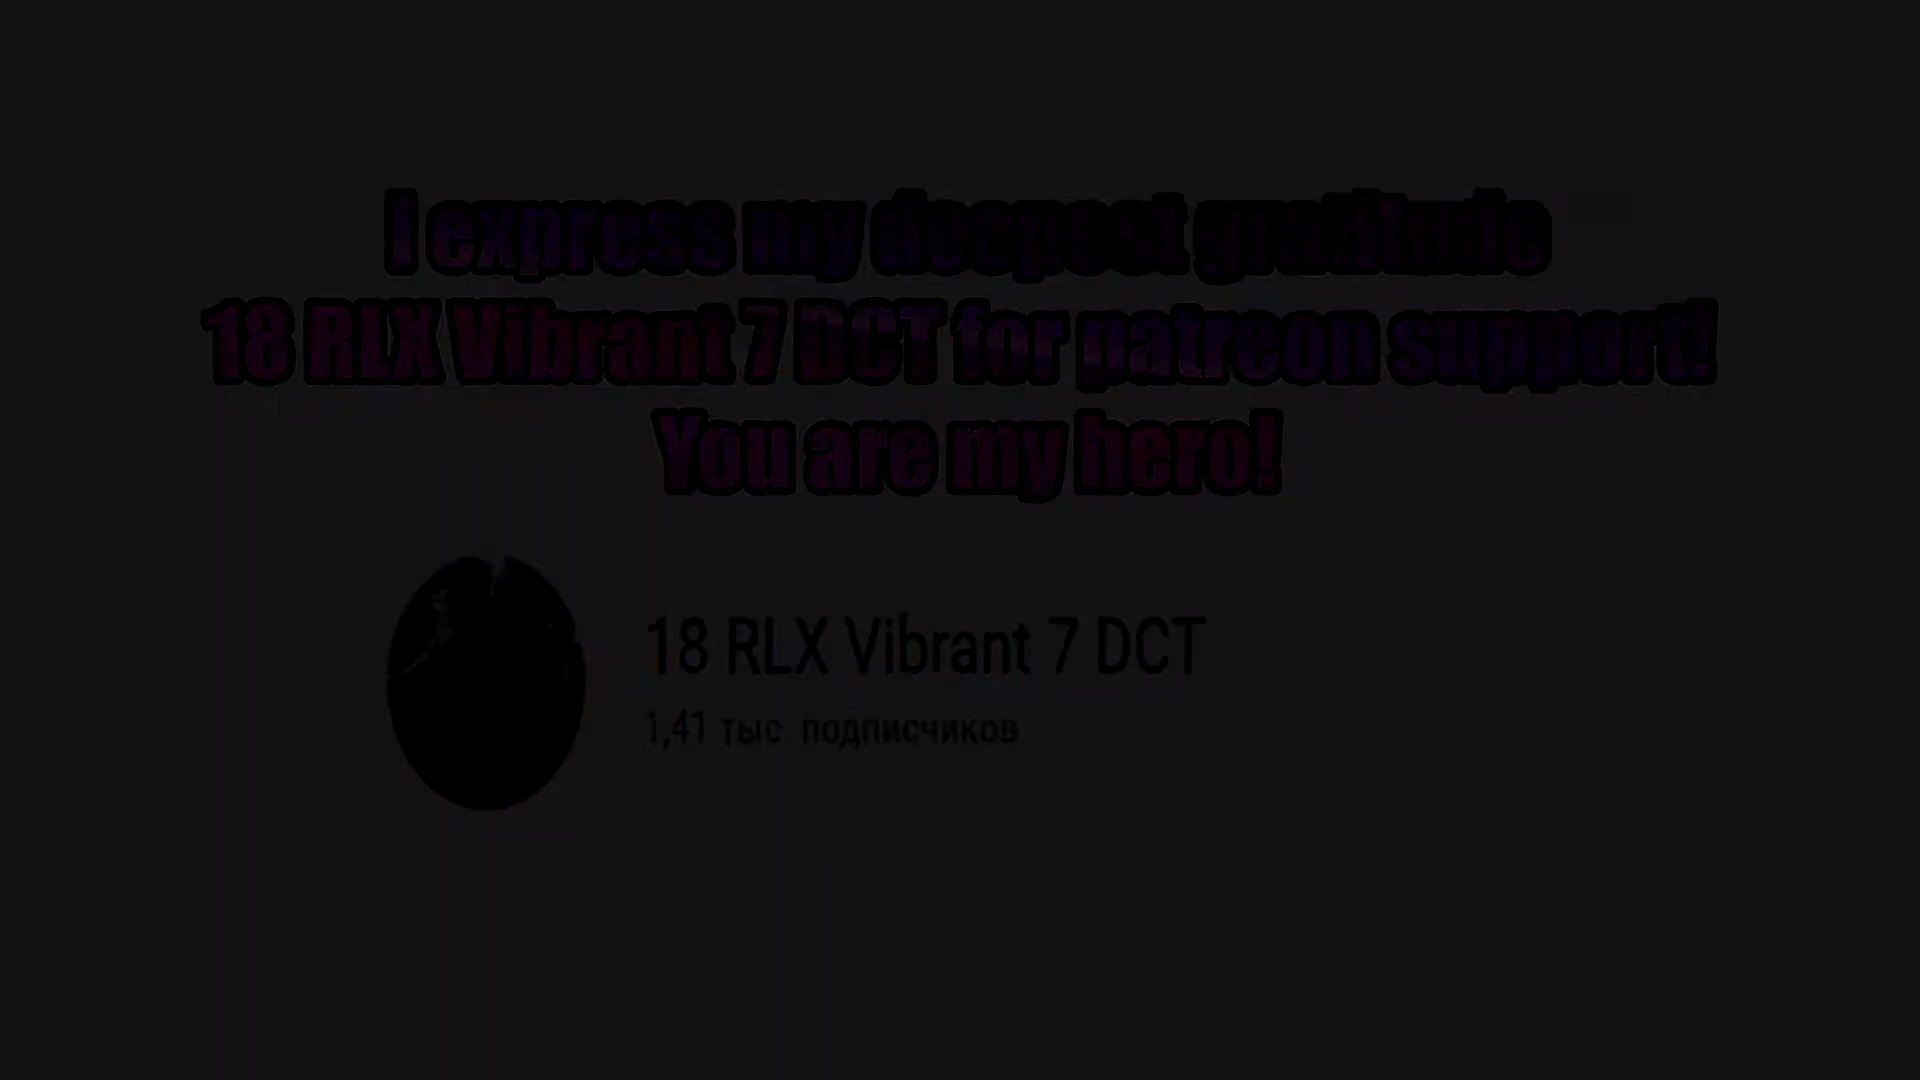 I express my deepest gratitude
18 RLX Vibrant 7 DCT for patreon support!
You are my hero!
18 RLX Vibrant 7 DCT
1,41 тыс. подписчиков